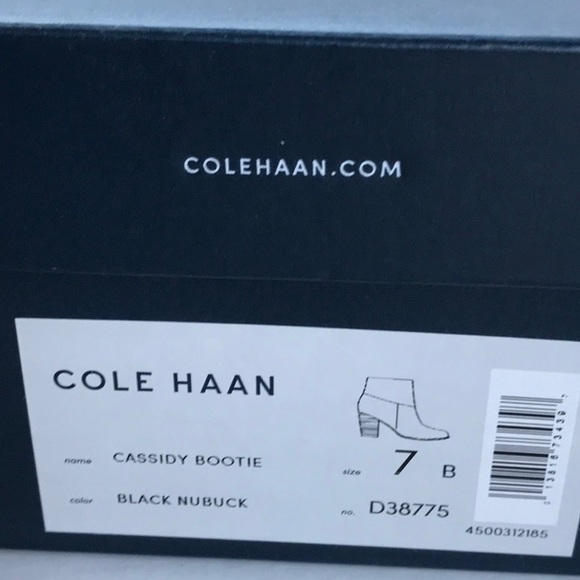 COLEHAAN.COM
COLE HAAN
name CASSIDY BOOTIE
size 7 B
color BLACK NUBUCK
no. D38775
4500312185